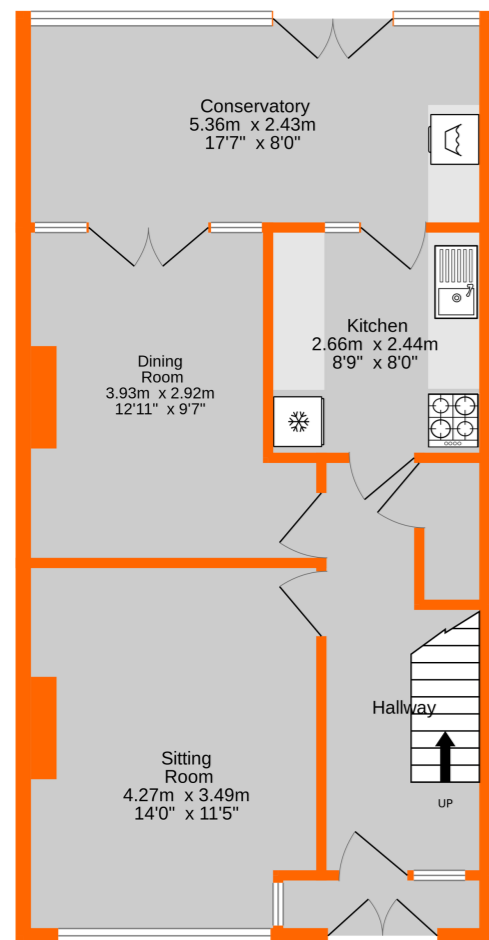 Conservatory
5.36m x 2.43m
17'7" x 8'0"
Kitchen
2.66m x 2.44m
8'9" x 8'0"
Dining
Room
3.93m x 2.92m
12'11" x 9'7"
Hallway
Sitting
Room
4.27m x 3.49m
14'0" x 11'5"
UP